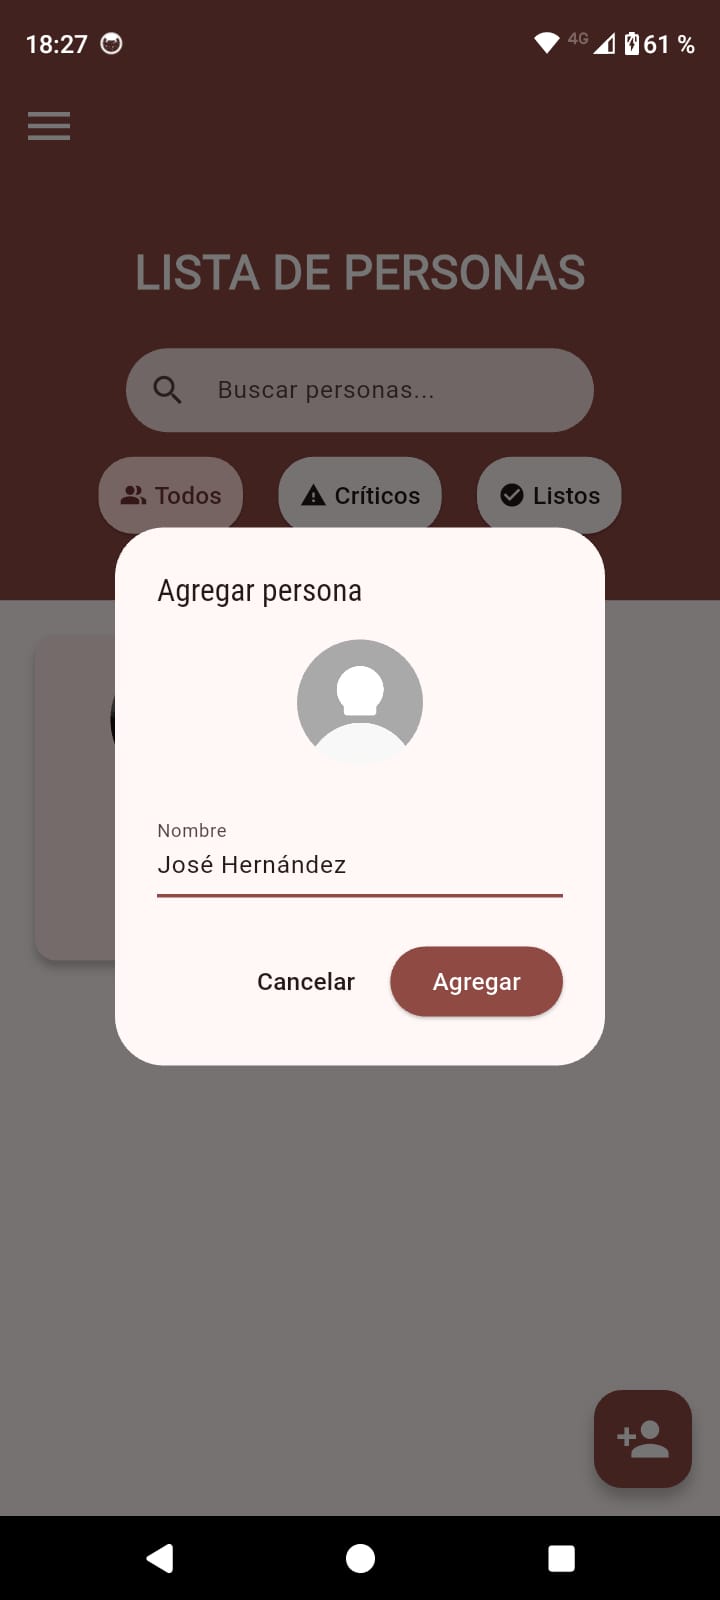 18:27 4G 61 %
LISTA DE PERSONAS
Buscar personas...
Todos Críticos Listos
Agregar persona
Nombre
José Hernández
Cancelar Agregar